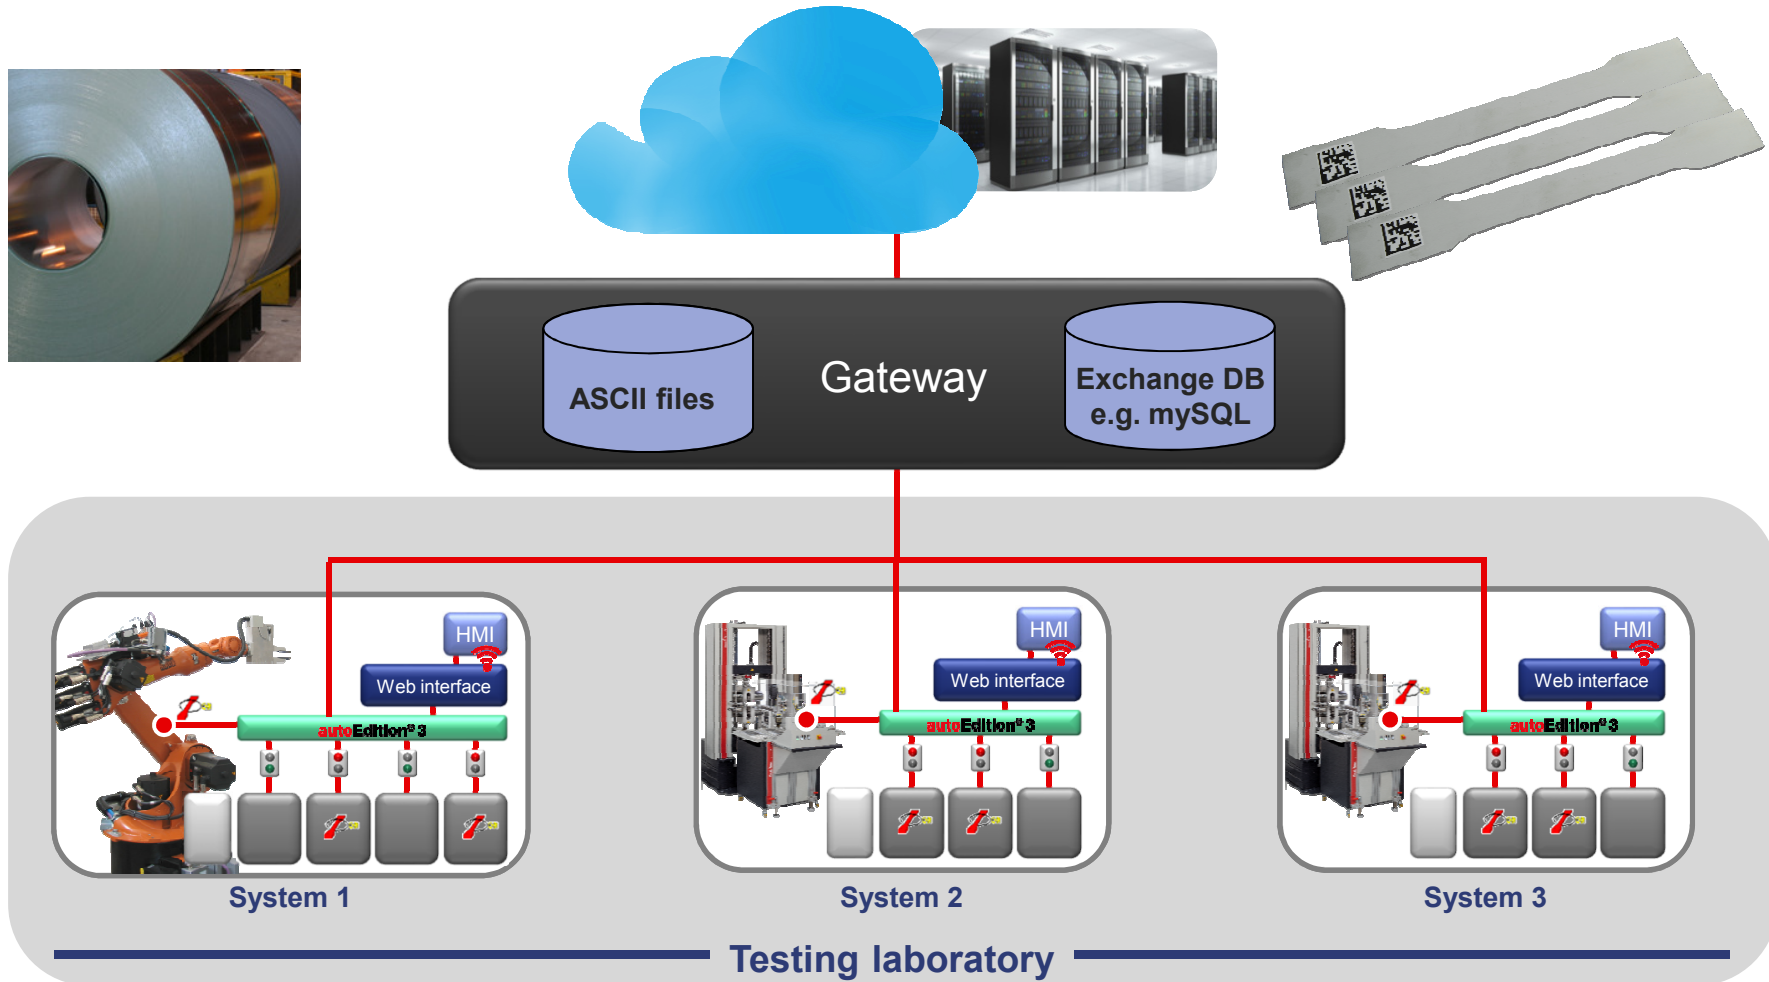 ASCII files
Gateway
Exchange DB
e.g. mySQL
HMI
Web interface
autoEdition® 3
System 1
HMI
Web interface
autoEdition® 3
System 2
HMI
Web interface
autoEdition® 3
System 3
Testing laboratory